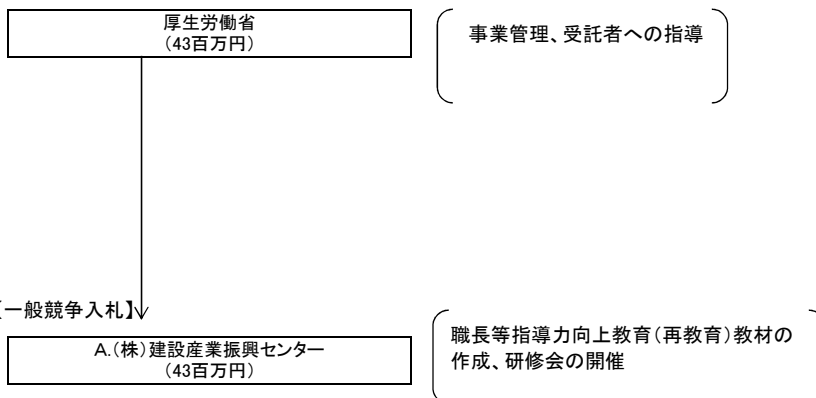 厚生労働省
(43百万円)
事業管理、受託者への指導
【一般競争入札】
A.(株)建設産業振興センター
(43百万円)
職長等指導力向上教育(再教育)教材の
作成、研修会の開催